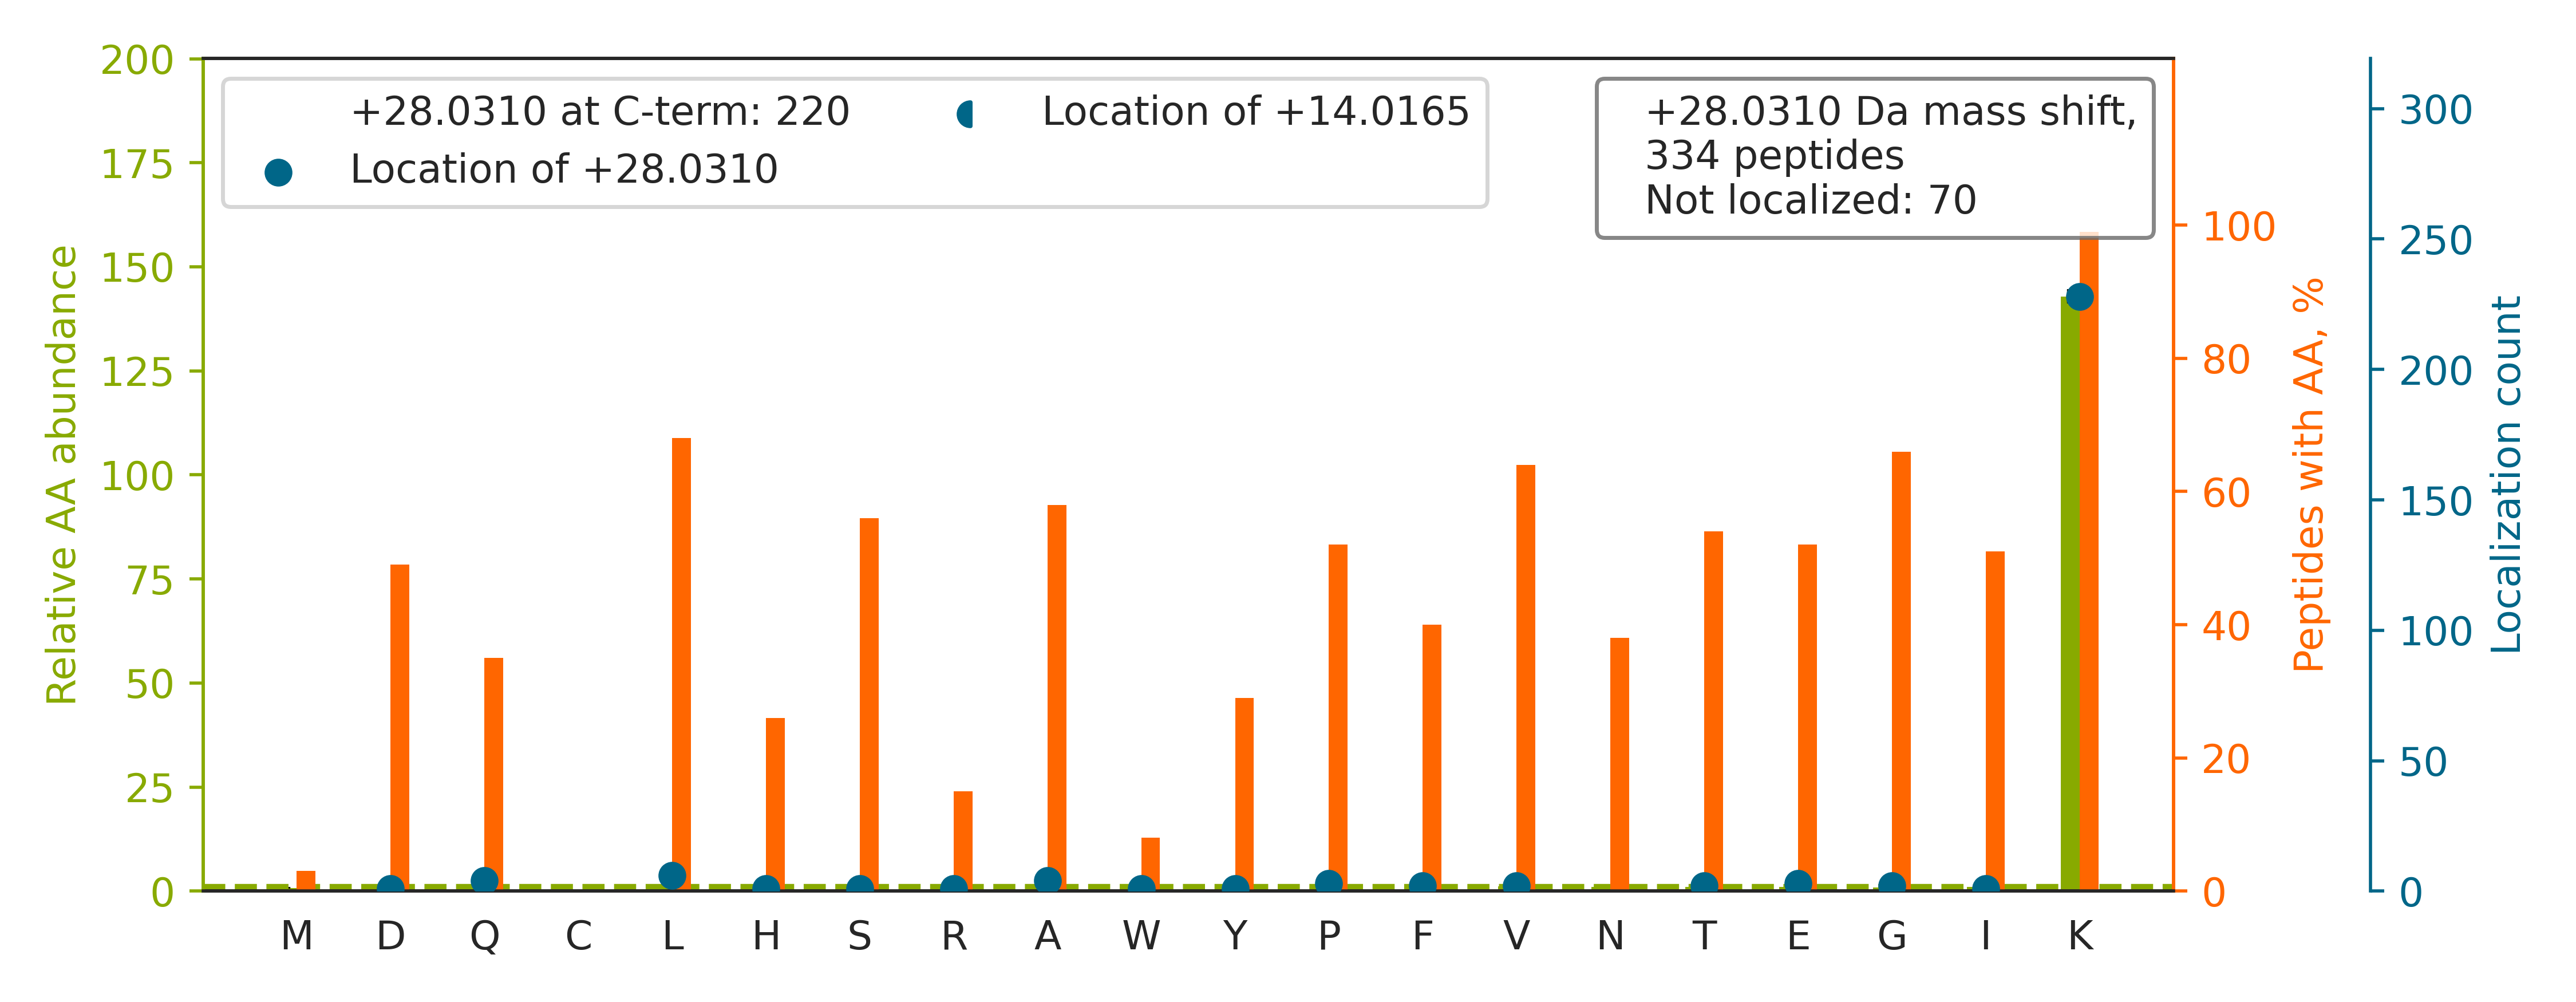 +28.0310 at C-term: 220
Location of +28.0310
Location of +14.0165
+28.0310 Da mass shift,
334 peptides
Not localized: 70
Relative AA abundance
200
175
150
125
100
75
50
25
0
M D Q C L H S R A W Y P F V N T E G I K
100
80
60
40
20
0
Peptides with AA, %
300
250
200
150
100
50
0
Localization count